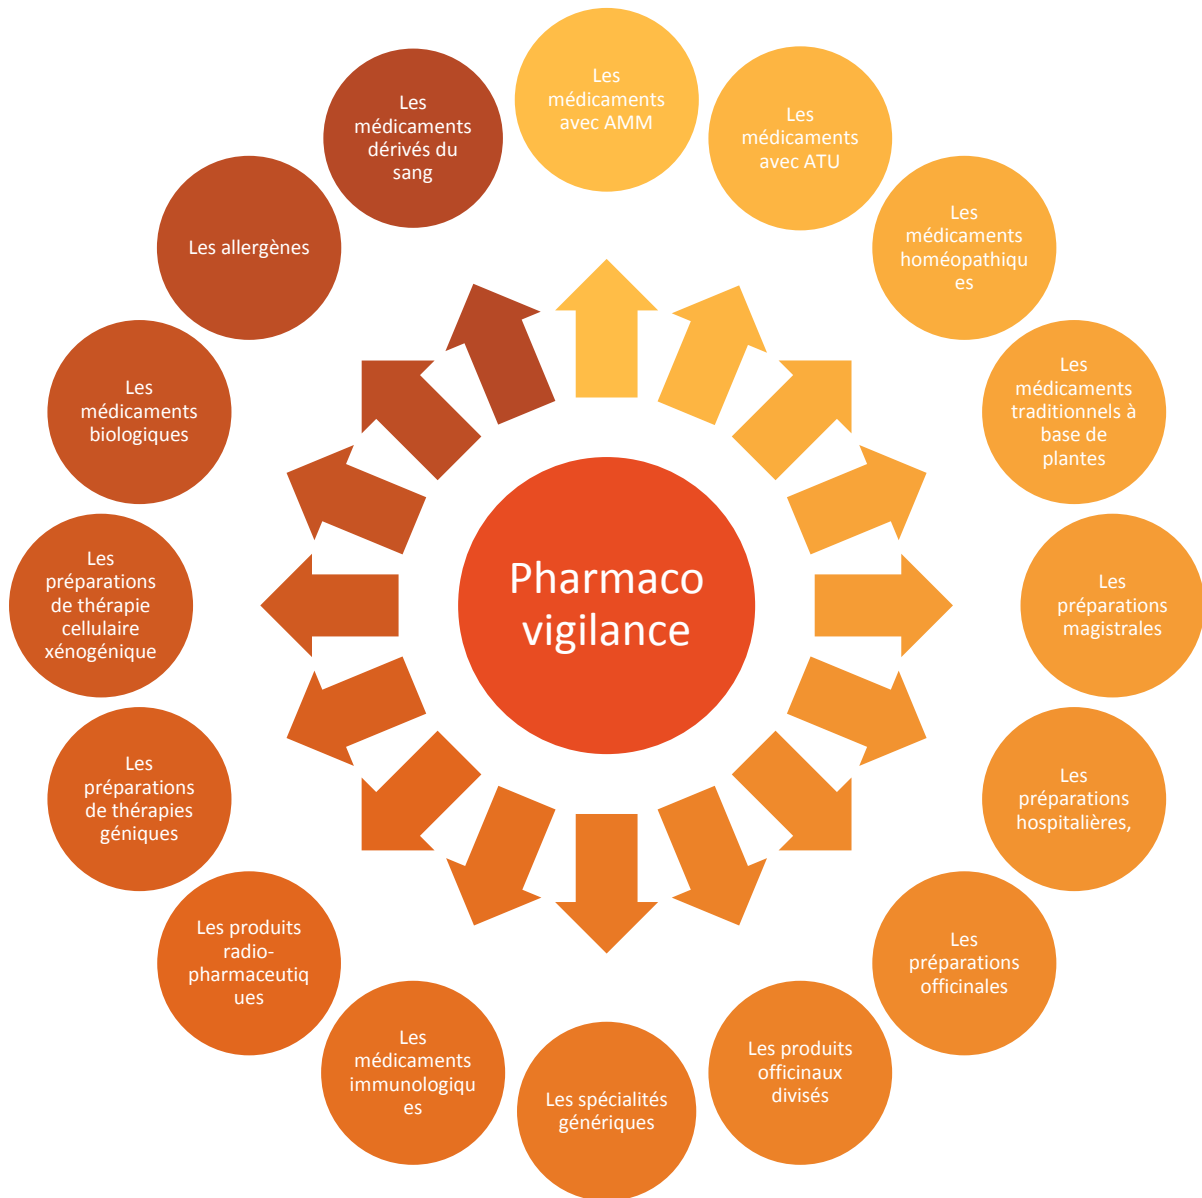 Pharmaco
vigilance
Les
médicaments
avec AMM
Les
médicaments
avec ATU
Les
médicaments
homéopathiqu
es
Les
médicaments
traditionnels à
base de
plantes
Les
préparations
magistrales
Les
préparations
hospitalières,
Les
préparations
officinales
Les produits
officinaux
divisés
Les spécialités
génériques
Les
médicaments
immunologiqu
es
Les produits
radio-
pharmaceutiq
ues
Les
préparations
de thérapies
géniques
Les
préparations
de thérapie
cellulaire
xénogénique
Les
médicaments
biologiques
Les allergènes
Les
médicaments
dérivés du
sang